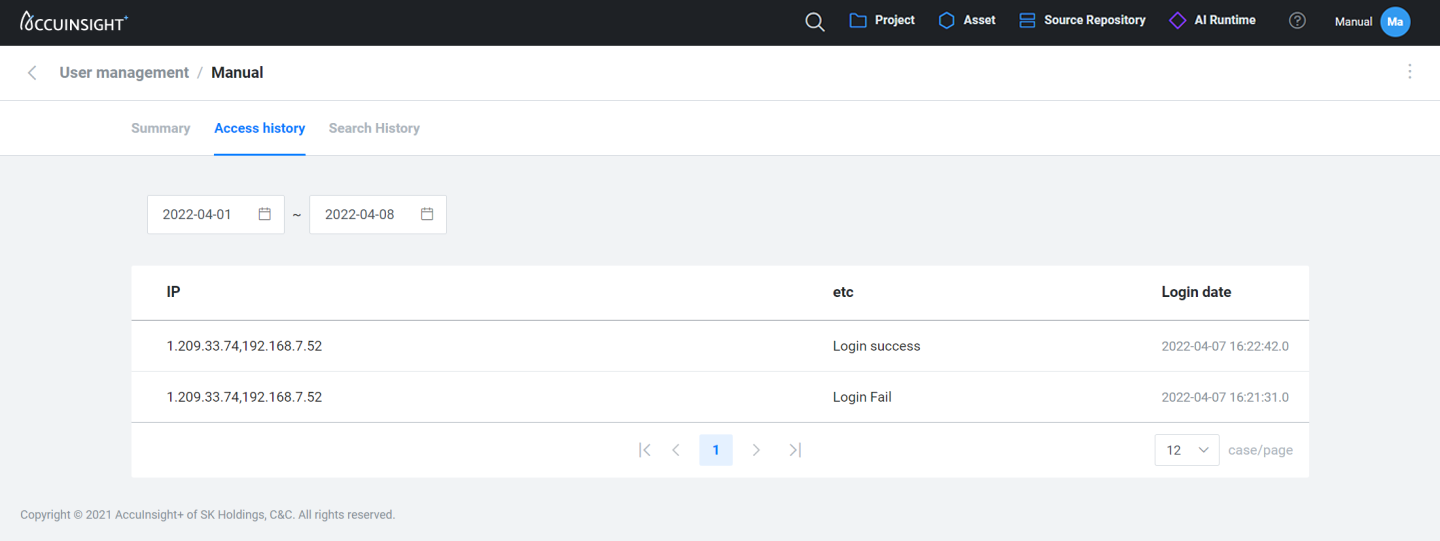 ACCUINSIGHT+ Project Asset Source Repository AI Runtime ? Manual Ma
User management / Manual
Summary Access history Search History
2022-04-01 ~ 2022-04-08
IP etc Login date
1.209.33.74,192.168.7.52 Login success 2022-04-07 16:22:42.0
1.209.33.74,192.168.7.52 Login Fail 2022-04-07 16:21:31.0
1 12 case/page
Copyright © 2021 AccuInsight+ of SK Holdings, C&C. All rights reserved.